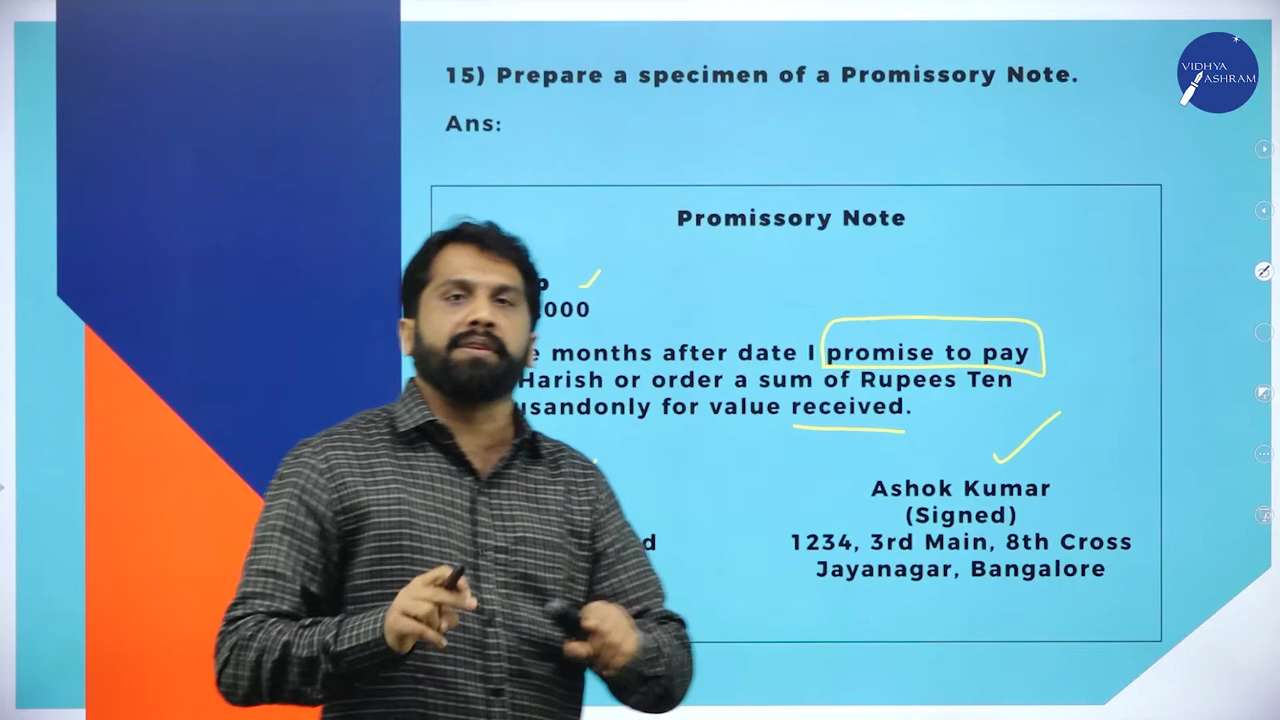 15) Prepare a specimen of a Promissory Note.
VIDHYA
ASHRAM
Ans:
Promissory Note
000
months after date I promise to pay
Harish or order a sum of Rupees Ten
only for value received.
Ashok Kumar
(Signed)
1234, 3rd Main, 8th Cross
Jayanagar, Bangalore